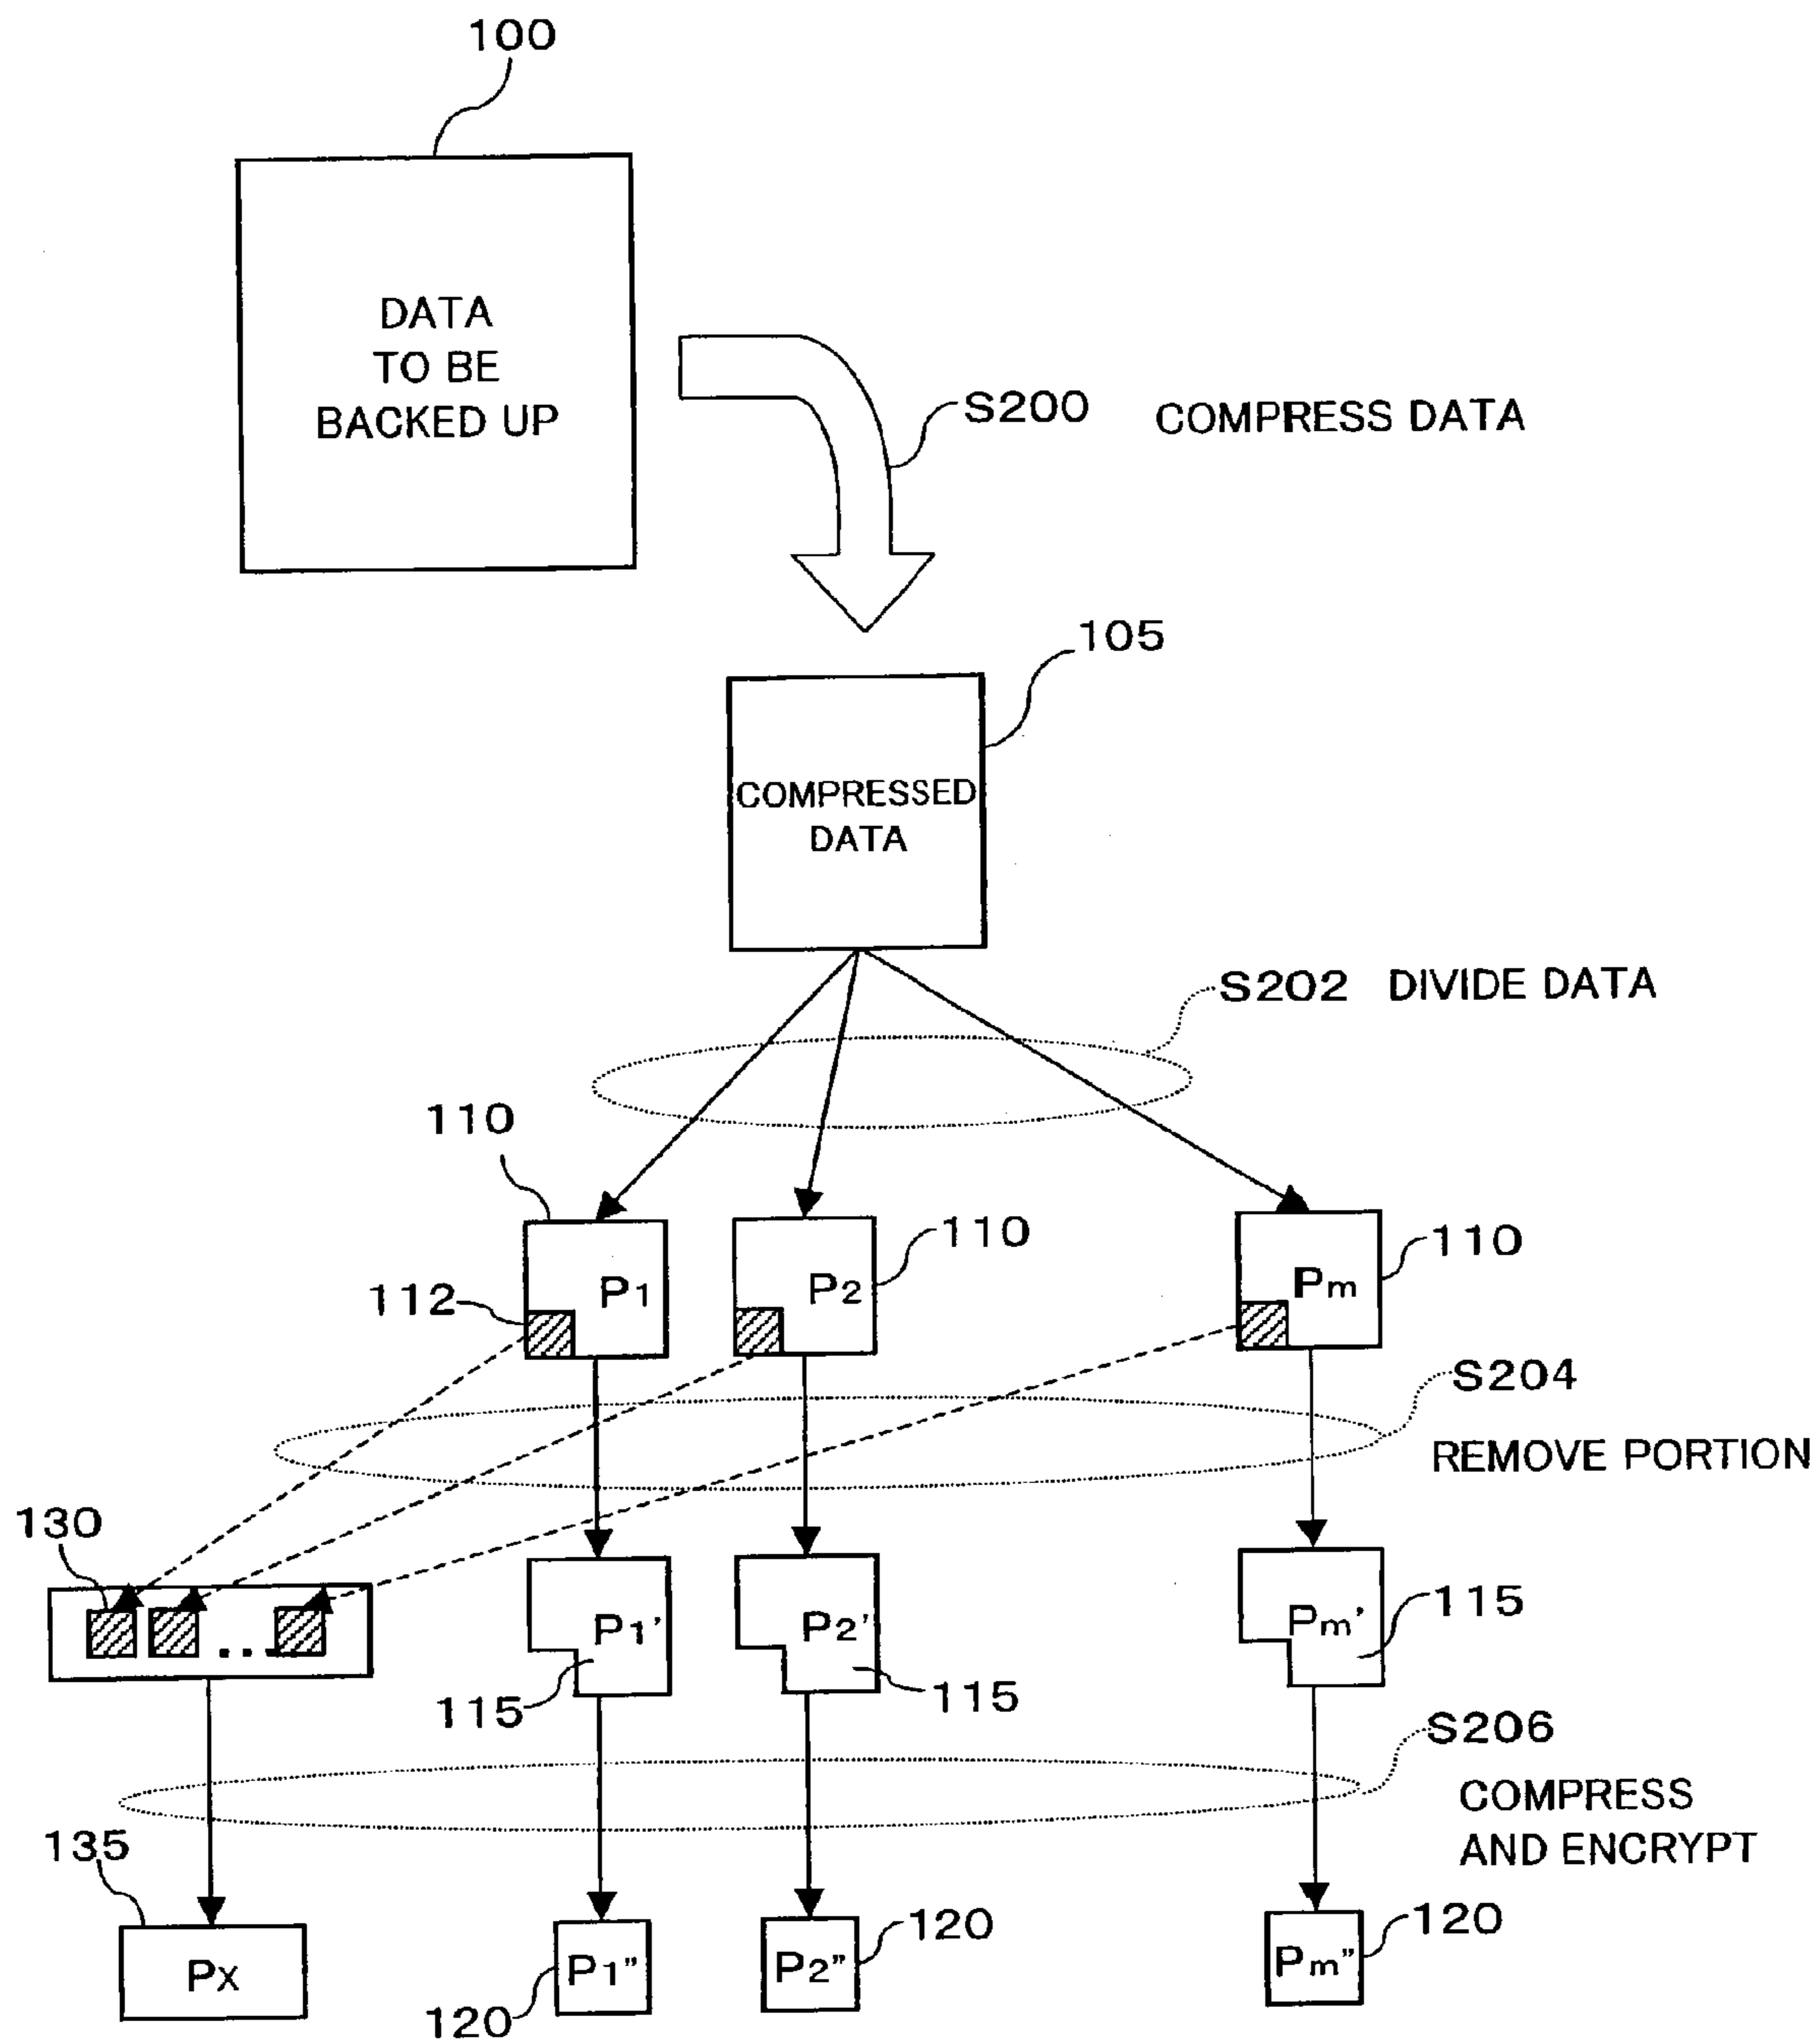 100
DATA
TO BE
BACKED UP
S200 COMPRESS DATA
105
COMPRESSED
DATA
S202 DIVIDE DATA
110
P1
112
P2
110
Pm
110
S204
REMOVE PORTION
130
...
P1'
115
P2'
115
Pm'
115
S206
COMPRESS
AND ENCRYPT
135
PX
P1"
120
P2"
120
Pm"
120